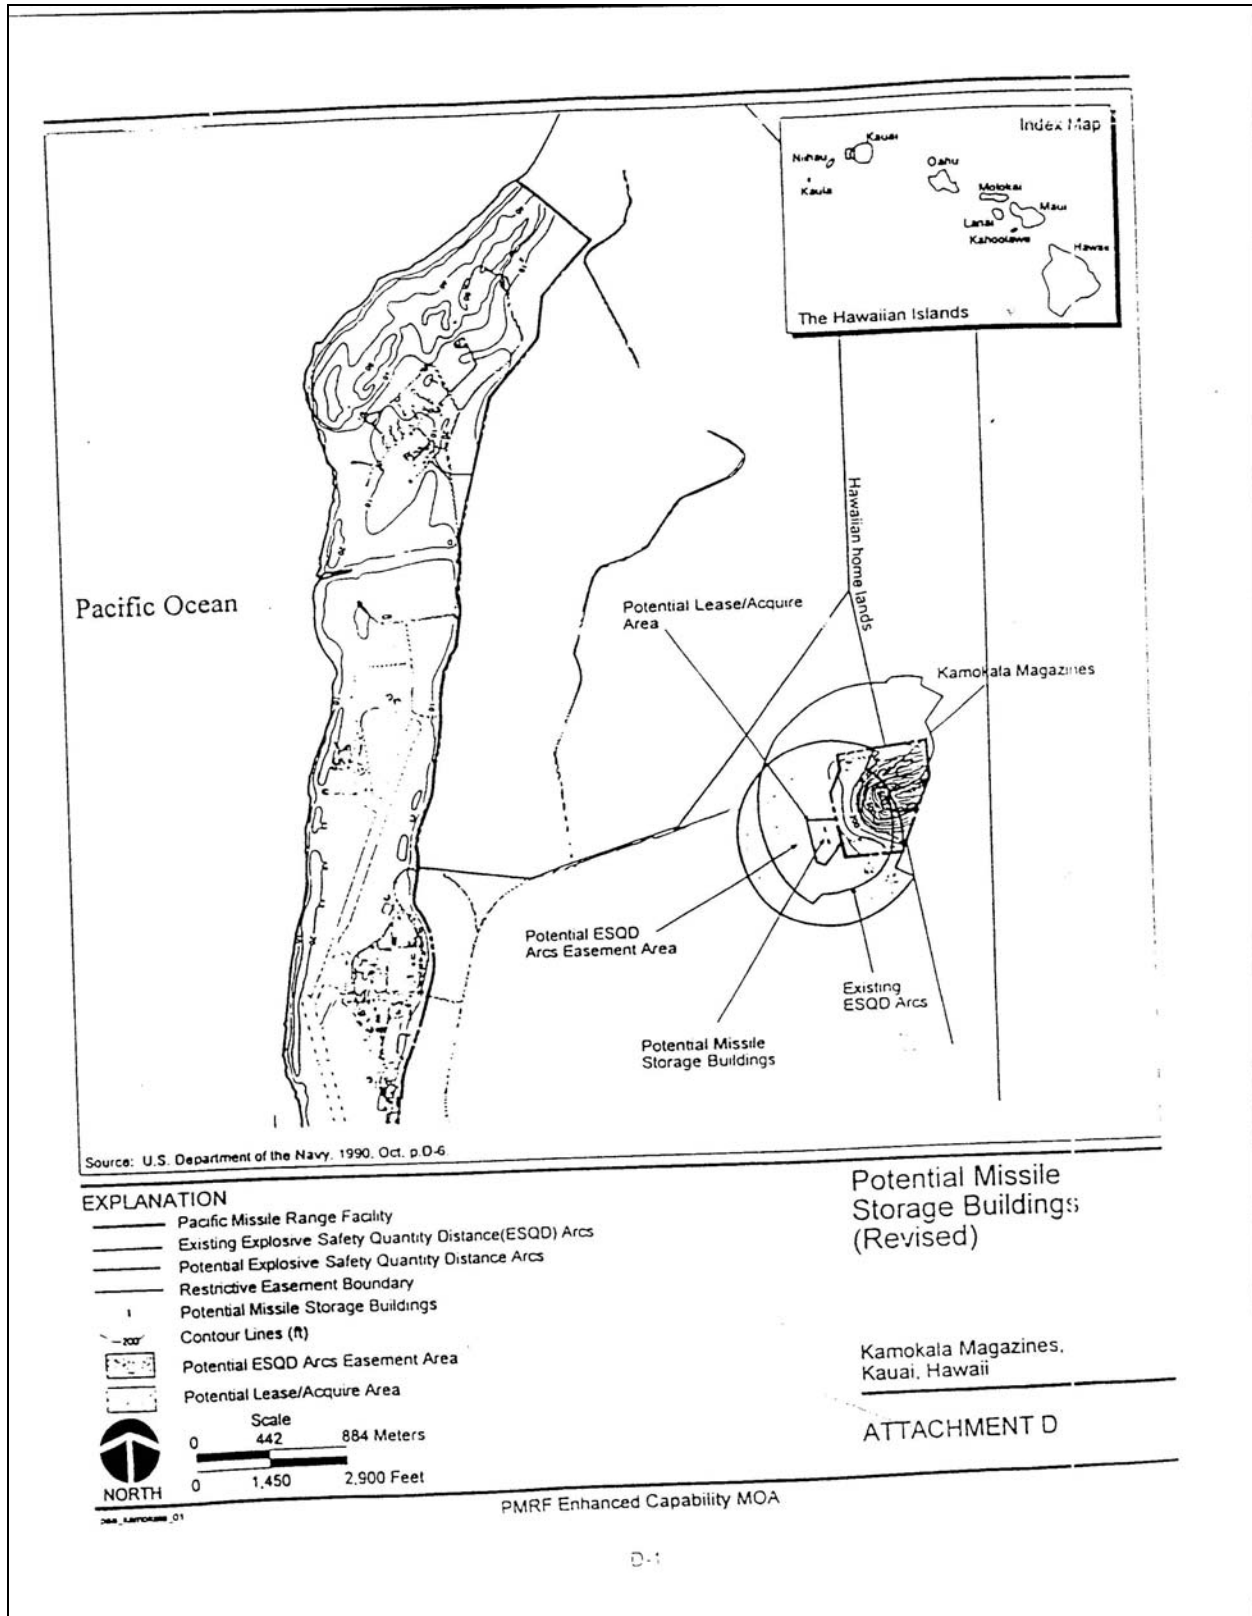 Index Map
Kauai
Niihau
Oahu
Kaula
Molokai
Maui
Lanai
Kahoolawe
Hawaii
The Hawaiian Islands
Hawaiian home lands
Pacific Ocean
Potential Lease/Acquire
Area
Kamokala Magazines
Potential ESQD
Arcs Easement Area
Existing
ESQD Arcs
Potential Missile
Storage Buildings
Source: U.S. Department of the Navy. 1990. Oct. p.D-6.
EXPLANATION
Pacific Missile Range Facility
Existing Explosive Safety Quantity Distance(ESQD) Arcs
Potential Explosive Safety Quantity Distance Arcs
Restrictive Easement Boundary
Potential Missile Storage Buildings
200
Contour Lines (ft)
Potential ESQD Arcs Easement Area
Potential Lease/Acquire Area
Scale
0 442 884 Meters
0 1,450 2,900 Feet
NORTH
Potential Missile
Storage Buildings
(Revised)
Kamokala Magazines,
Kauai, Hawaii
ATTACHMENT D
PMRF Enhanced Capability MOA
D-1